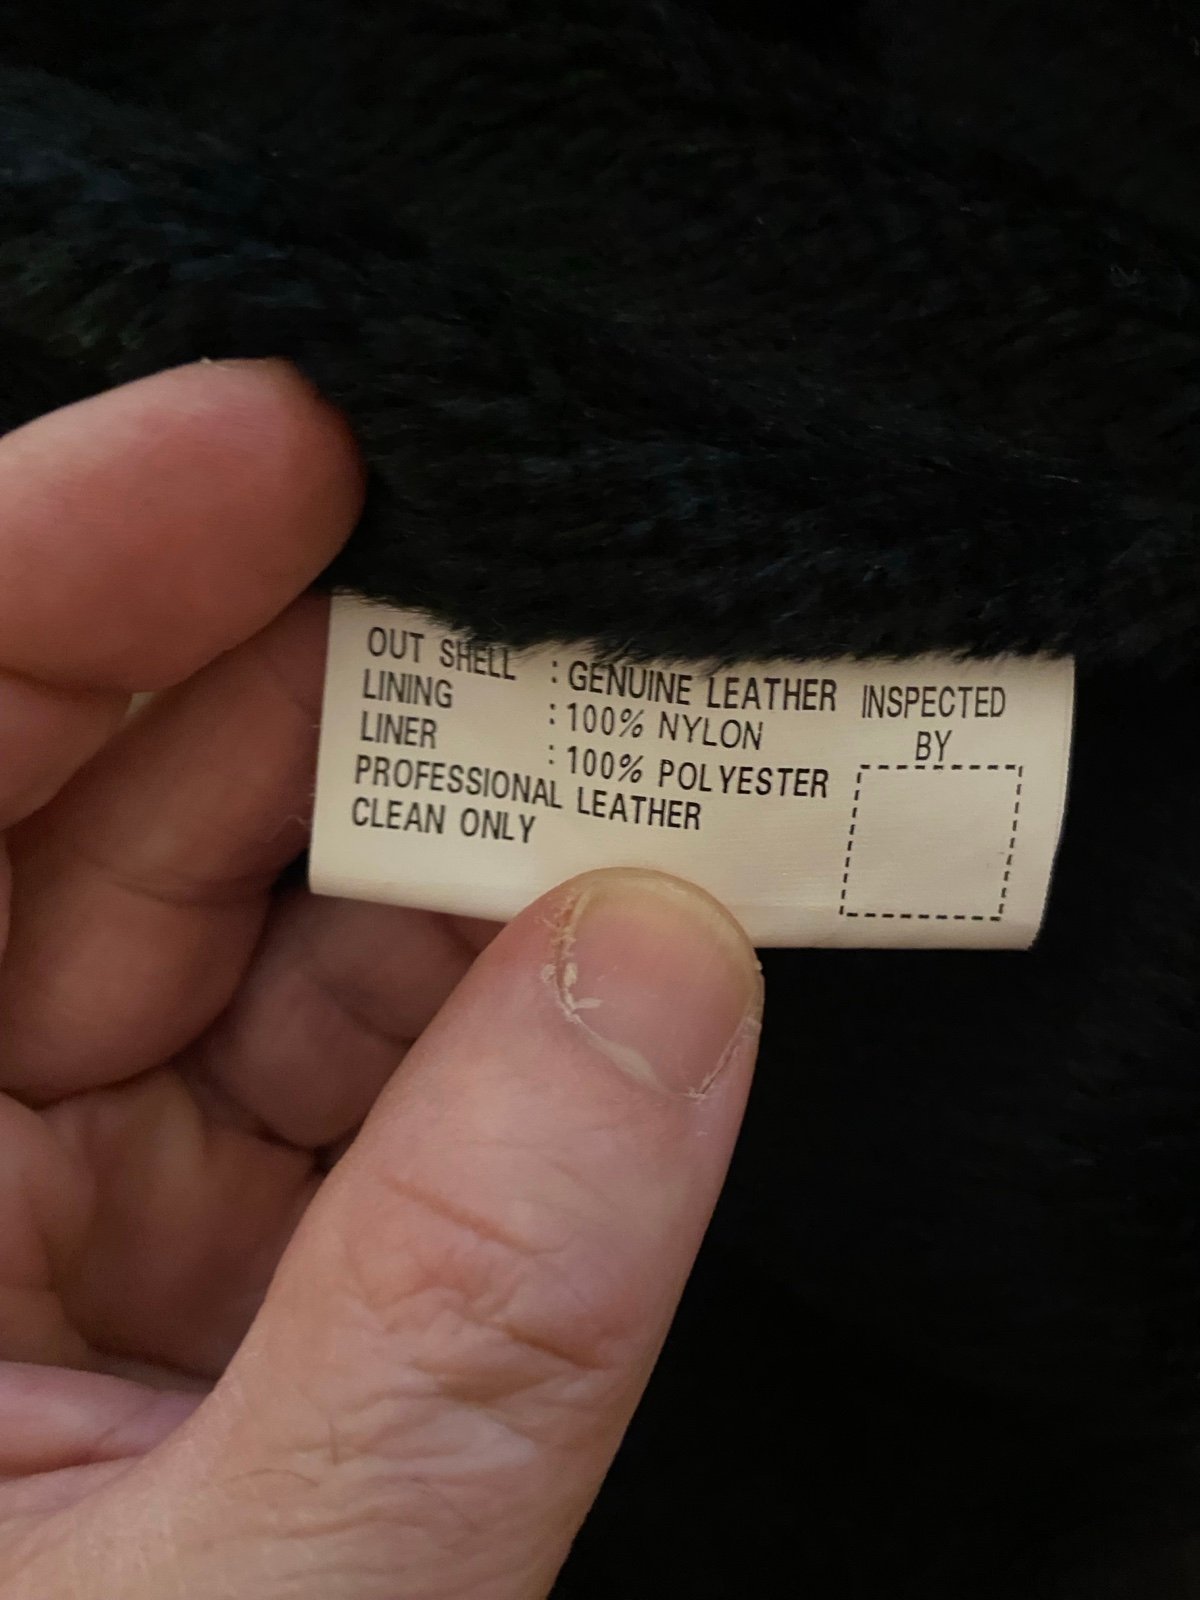 OUT SHELL : GENUINE LEATHER
LINING : 100% NYLON
LINER : 100% POLYESTER
PROFESSIONAL LEATHER
CLEAN ONLY
INSPECTED
BY